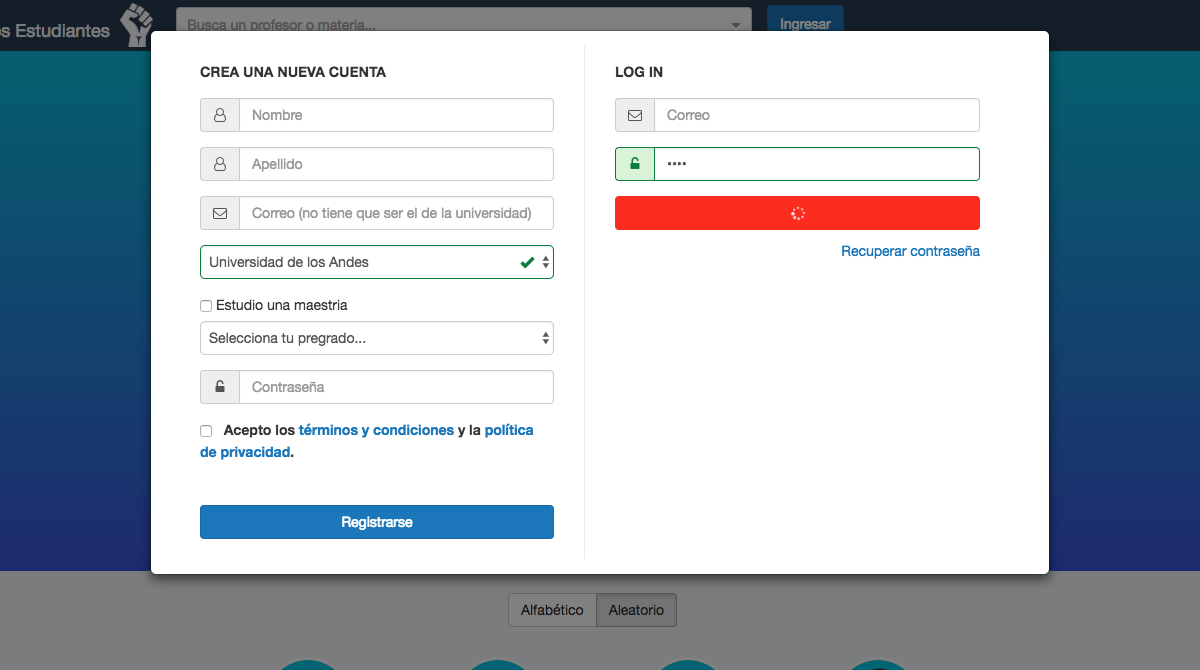 s Estudiantes
Busca un profesor o materia...
Ingresar
CREA UNA NUEVA CUENTA
Nombre
Apellido
Correo (no tiene que ser el de la universidad)
Universidad de los Andes
Estudio una maestria
Selecciona tu pregrado...
Contraseña
Acepto los términos y condiciones y la política
de privacidad.
Registrarse
LOG IN
Correo
••••
Recuperar contraseña
Alfabético
Aleatorio